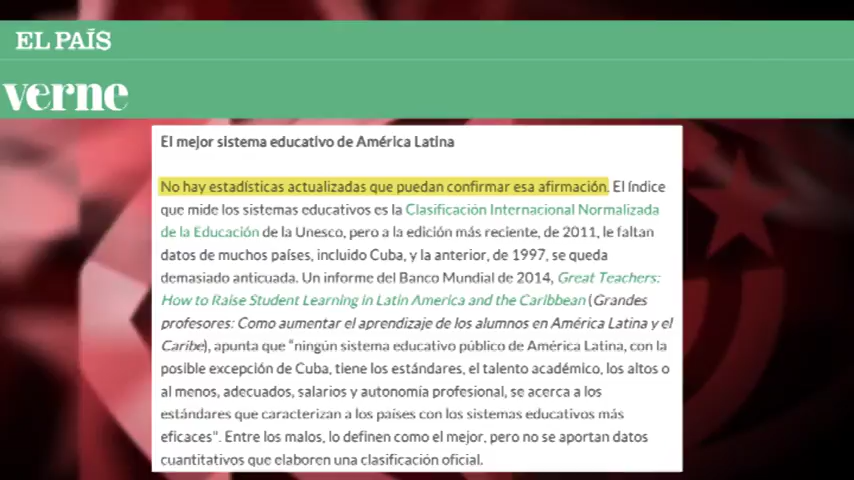 EL PAÍS
verne
El mejor sistema educativo de América Latina
No hay estadísticas actualizadas que puedan confirmar esa afirmación. El índice
que mide los sistemas educativos es la Clasificación Internacional Normalizada
de la Educación de la Unesco, pero a la edición más reciente, de 2011, le faltan
datos de muchos países, incluido Cuba, y la anterior, de 1997, se queda
demasiado anticuada. Un informe del Banco Mundial de 2014, Great Teachers:
How to Raise Student Learning in Latin America and the Caribbean (Grandes
profesores: Como aumentar el aprendizaje de los alumnos en América Latina y el
Caribe), apunta que "ningún sistema educativo público de América Latina, con la
posible excepción de Cuba, tiene los estándares, el talento académico, los altos o
al menos, adecuados, salarios y autonomía profesional, se acerca a los
estándares que caracterizan a los países con los sistemas educativos más
eficaces". Entre los malos, lo definen como el mejor, pero no se aportan datos
cuantitativos que elaboren una clasificación oficial.